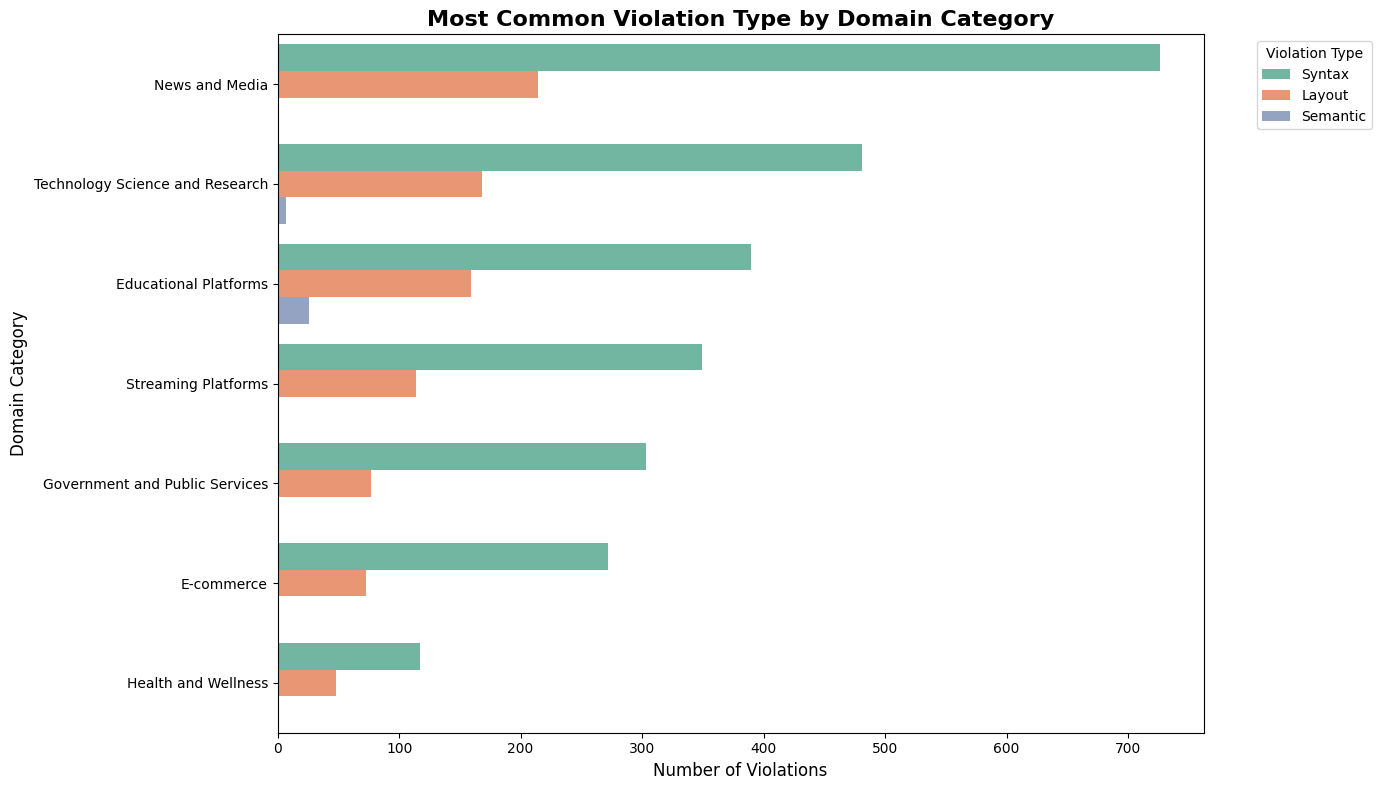 Most Common Violation Type by Domain Category
Violation Type
Syntax
Layout
Semantic
Domain Category
News and Media
Technology Science and Research
Educational Platforms
Streaming Platforms
Government and Public Services
E-commerce
Health and Wellness
0 100 200 300 400 500 600 700
Number of Violations